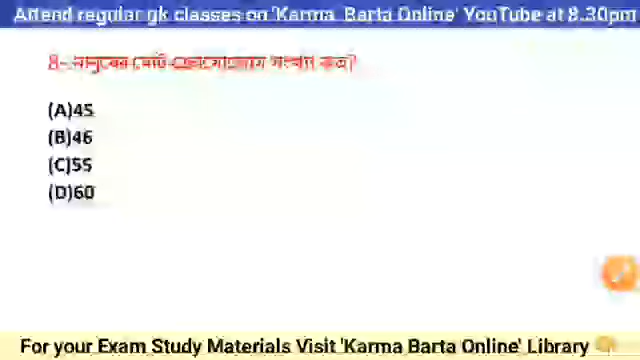 Attend regular gk classes on 'Karma Barta Online' YouTube at 8.30pm
8- মানুষের মোট ক্রোমোজোম সংখ্যা কত?
(A)45
(B)46
(C)55
(D)60
For your Exam Study Materials Visit 'Karma Barta Online' Library